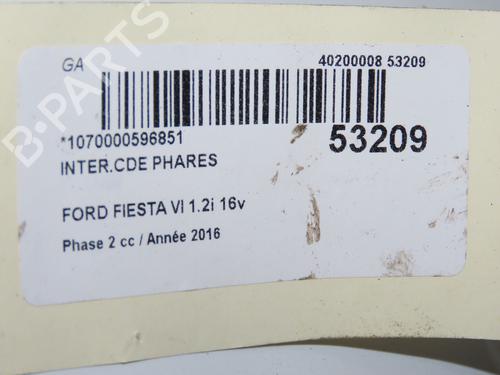 GA
40200008 53209
*1070000596851
53209
INTER.CDE PHARES
FORD FIESTA VI 1.2i 16v
Phase 2 cc / Année 2016
B-PARTS